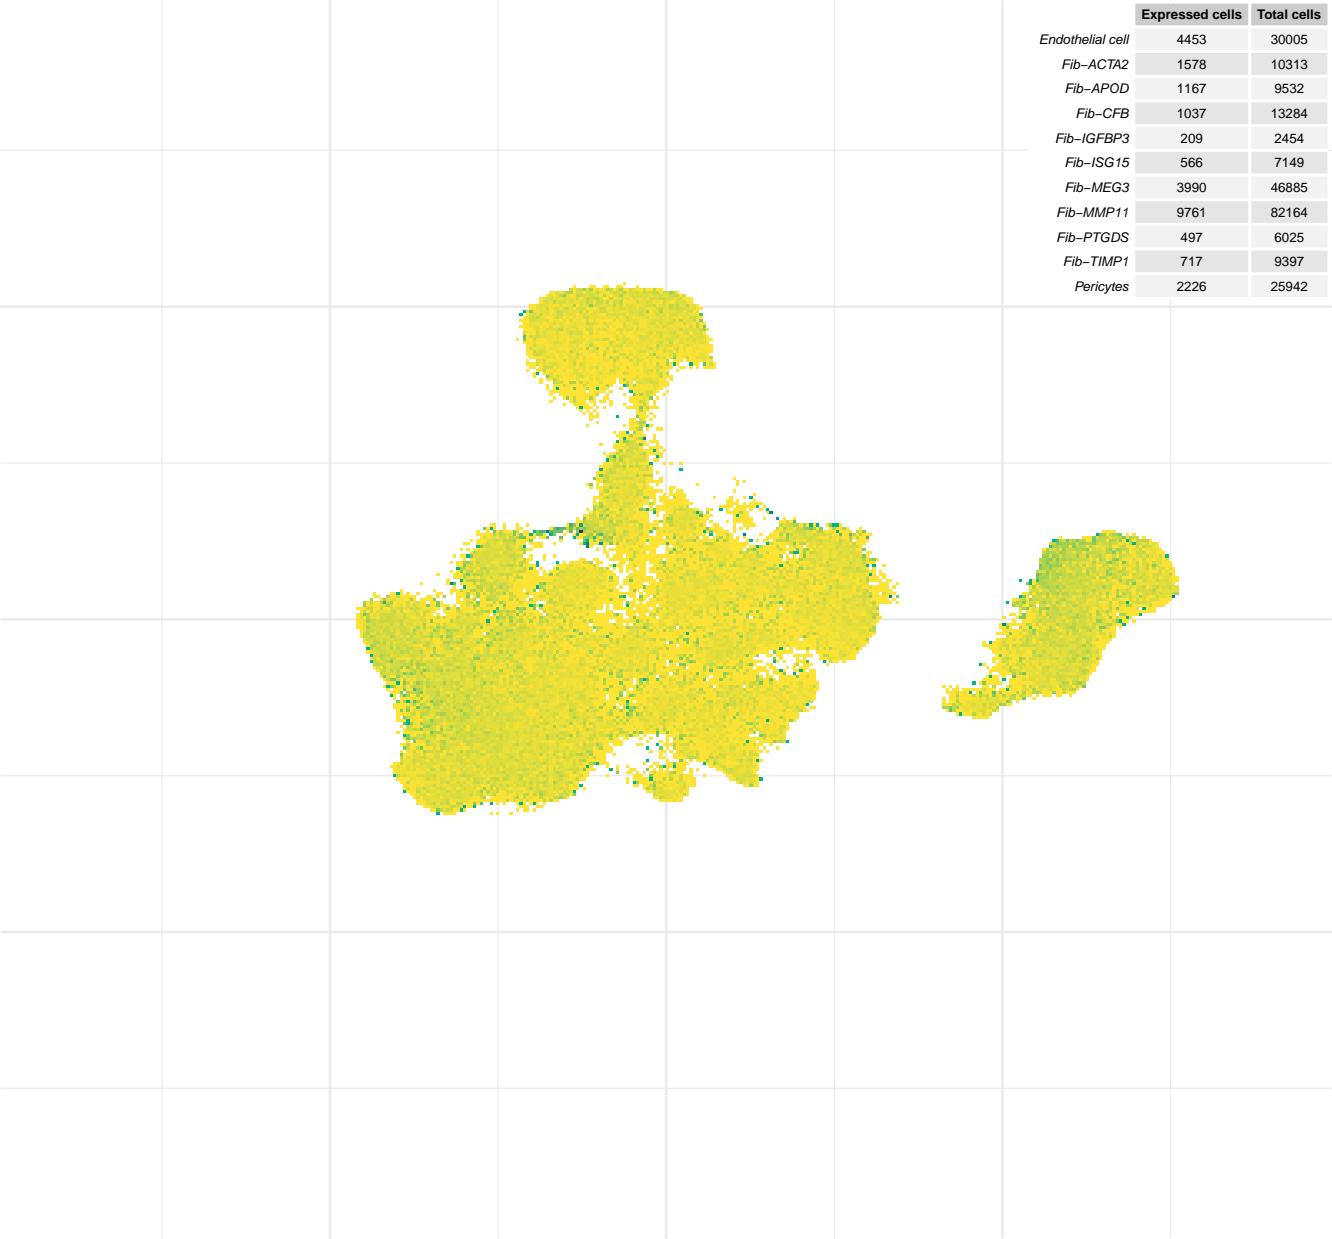 Expressed cells Total cells
Endothelial cell 4453 30005
Fib−ACTA2 1578 10313
Fib−APOD 1167 9532
Fib−CFB 1037 13284
Fib−IGFBP3 209 2454
Fib−ISG15 566 7149
Fib−MEG3 3990 46885
Fib−MMP11 9761 82164
Fib−PTGDS 497 6025
Fib−TIMP1 717 9397
Pericytes 2226 25942